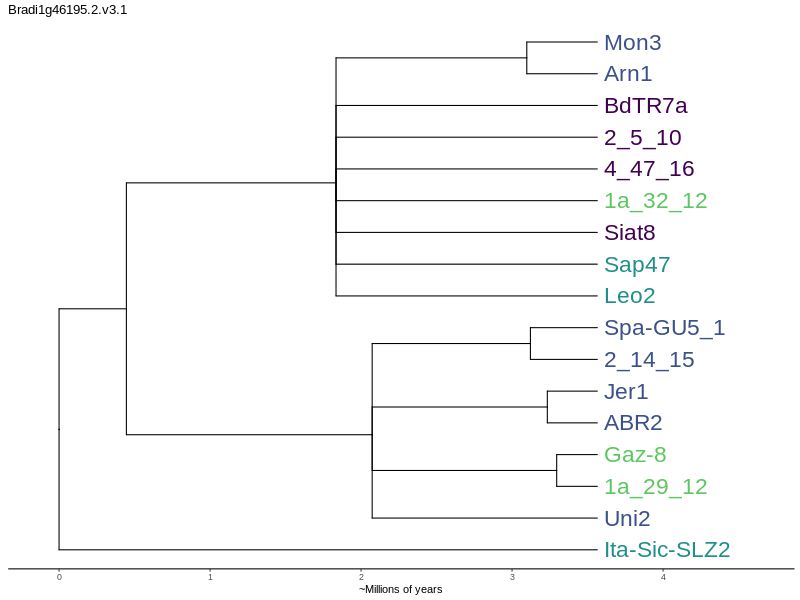 Bradi1g46195.2.v3.1
Mon3
Arn1
BdTR7a
2_5_10
4_47_16
1a_32_12
Siat8
Sap47
Leo2
Spa-GU5_1
2_14_15
Jer1
ABR2
Gaz-8
1a_29_12
Uni2
Ita-Sic-SLZ2
0 1 2 3 4
~Millions of years